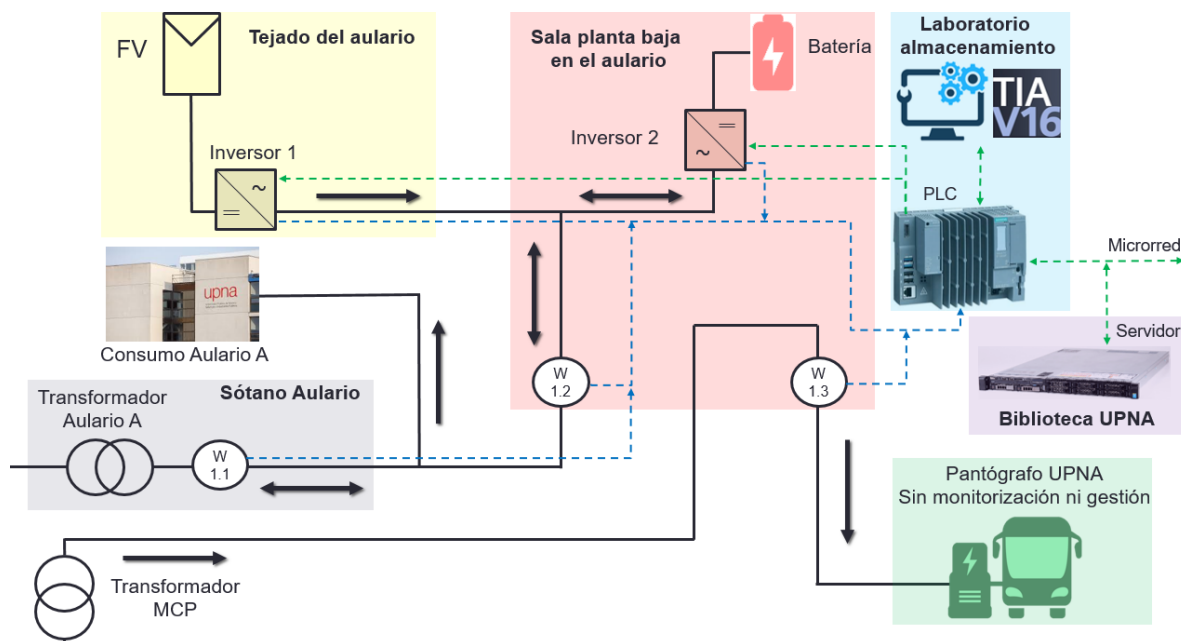 FV
Tejado del aulario
Inversor 1
Sala planta baja
en el aulario
Batería
Inversor 2
Laboratorio
almacenamiento
TIA
V16
PLC
Microrred
Servidor
Biblioteca UPNA
upna
Consumo Aulario A
Sótano Aulario
Transformador
Aulario A
W
1.1
W
1.2
W
1.3
Transformador
MCP
Pantógrafo UPNA
Sin monitorización ni gestión